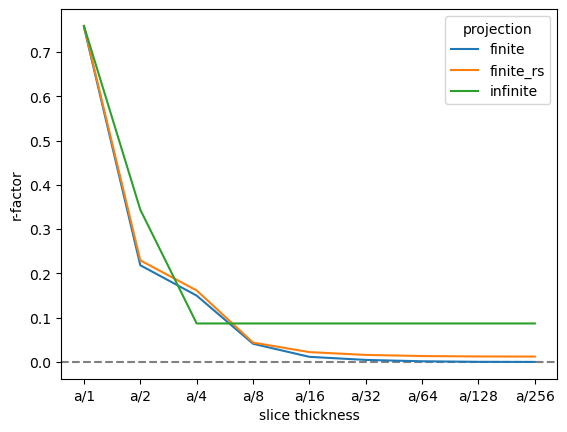 projection
finite
finite_rs
infinite
r-factor
0.7
0.6
0.5
0.4
0.3
0.2
0.1
0.0
a/1 a/2 a/4 a/8 a/16 a/32 a/64 a/128 a/256
slice thickness